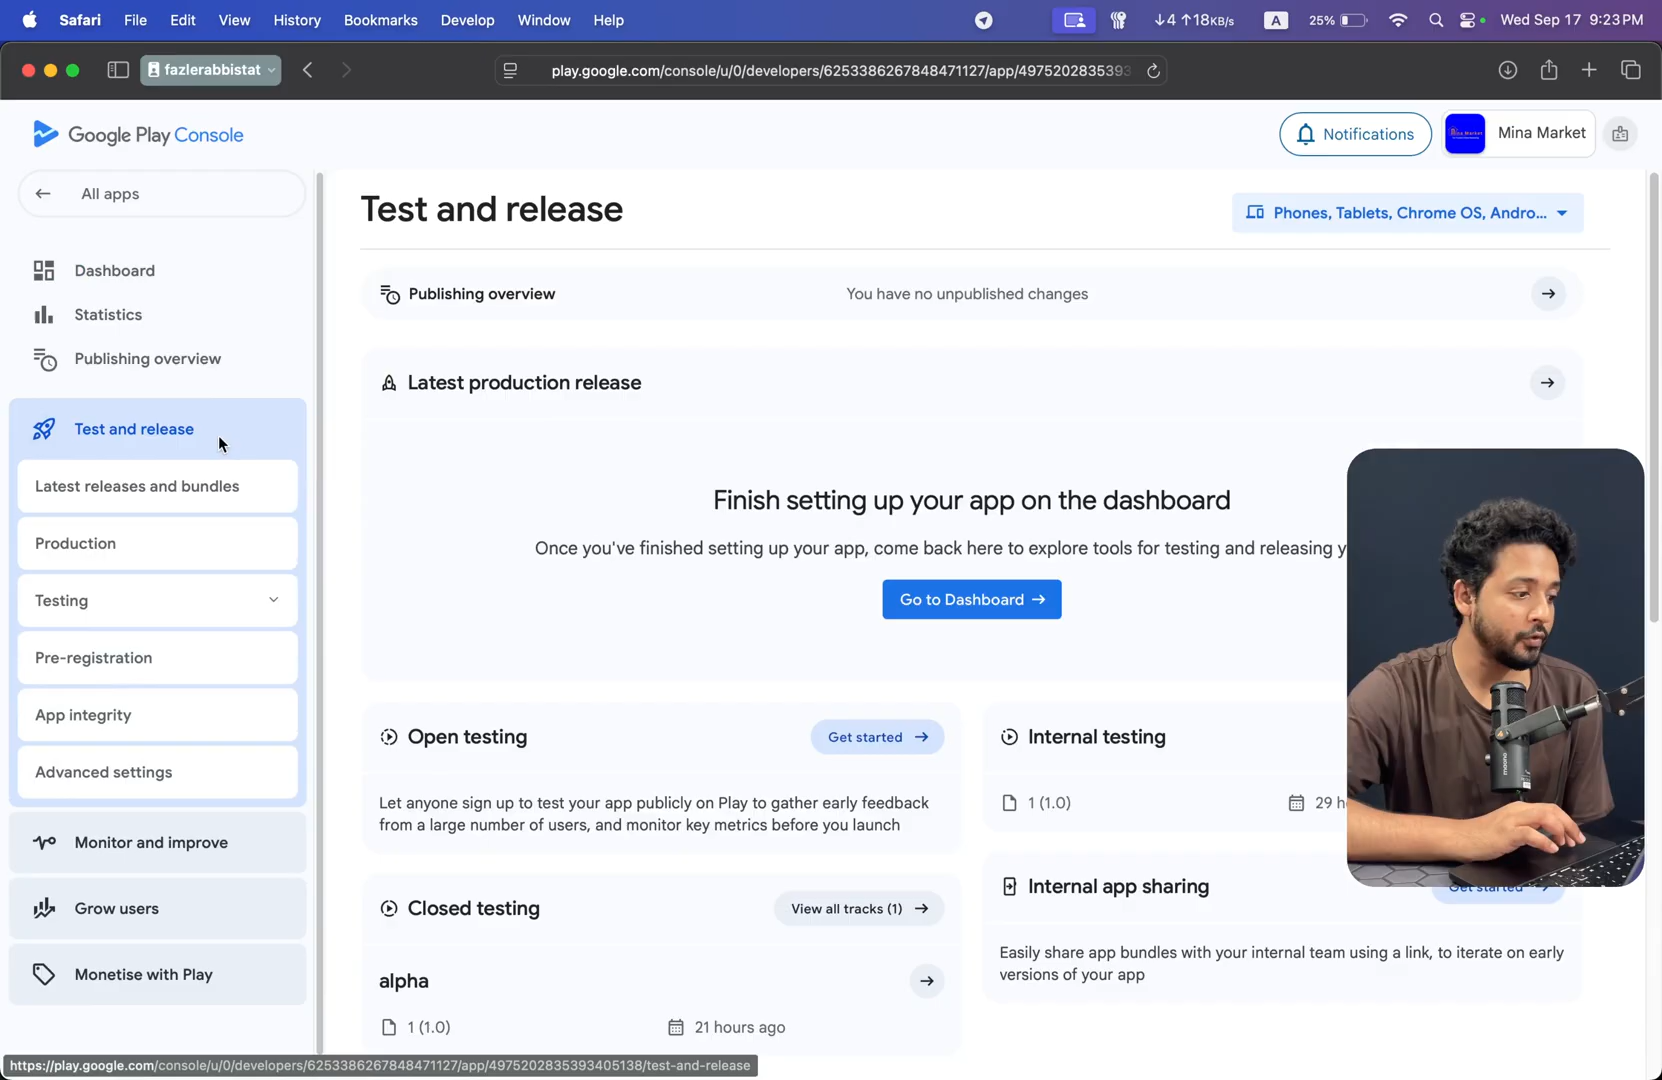 Safari File Edit View History Bookmarks Develop Window Help ↓4 ↑18KB/s A 25% Wed Sep 17 9:23 PM
fazlerabbistat play.google.com/console/u/0/developers/6253386267848471127/app/4975202835393
Google Play Console
Notifications
Mina Market
All apps
Dashboard
Statistics
Publishing overview
Test and release
Latest releases and bundles
Production
Testing
Pre-registration
App integrity
Advanced settings
Monitor and improve
Grow users
Monetise with Play
Test and release
Phones, Tablets, Chrome OS, Andro...
Publishing overview You have no unpublished changes
Latest production release
Finish setting up your app on the dashboard
Once you've finished setting up your app, come back here to explore tools for testing and releasing y
Go to Dashboard →
Open testing
Get started →
Let anyone sign up to test your app publicly on Play to gather early feedback
from a large number of users, and monitor key metrics before you launch
Closed testing
View all tracks (1) →
alpha
1 (1.0) 21 hours ago
Internal testing
1 (1.0) 29 h
Internal app sharing
Get started
Easily share app bundles with your internal team using a link, to iterate on early
versions of your app
maono
https://play.google.com/console/u/0/developers/6253386267848471127/app/4975202835393405138/test-and-release